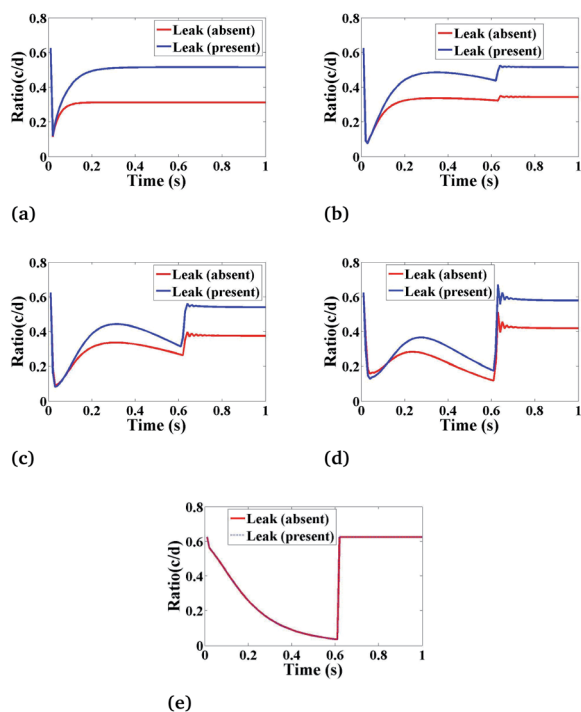 0.8
0.6
0.4
0.2
0
Ratio(c/d)
Leak (absent)
Leak (present)
0 0.2 0.4 0.6 0.8 1
Time (s)
(a)
0.8
0.6
0.4
0.2
0
Ratio(c/d)
Leak (absent)
Leak (present)
0 0.2 0.4 0.6 0.8 1
Time (s)
(b)
0.8
0.6
0.4
0.2
0
Ratio(c/d)
Leak (absent)
Leak (present)
0 0.2 0.4 0.6 0.8 1
Time (s)
(c)
0.8
0.6
0.4
0.2
0
Ratio(c/d)
Leak (absent)
Leak (present)
0 0.2 0.4 0.6 0.8 1
Time (s)
(d)
0.8
0.6
0.4
0.2
0
Ratio(c/d)
Leak (absent)
Leak (present)
0 0.2 0.4 0.6 0.8 1
Time (s)
(e)